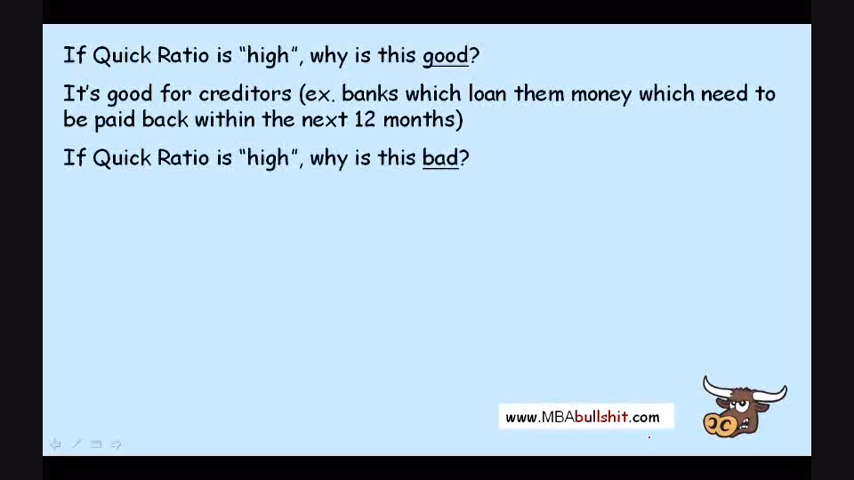 If Quick Ratio is "high", why is this good?
It's good for creditors (ex. banks which loan them money which need to
be paid back within the next 12 months)
If Quick Ratio is "high", why is this bad?
www.MBAbullshit.com